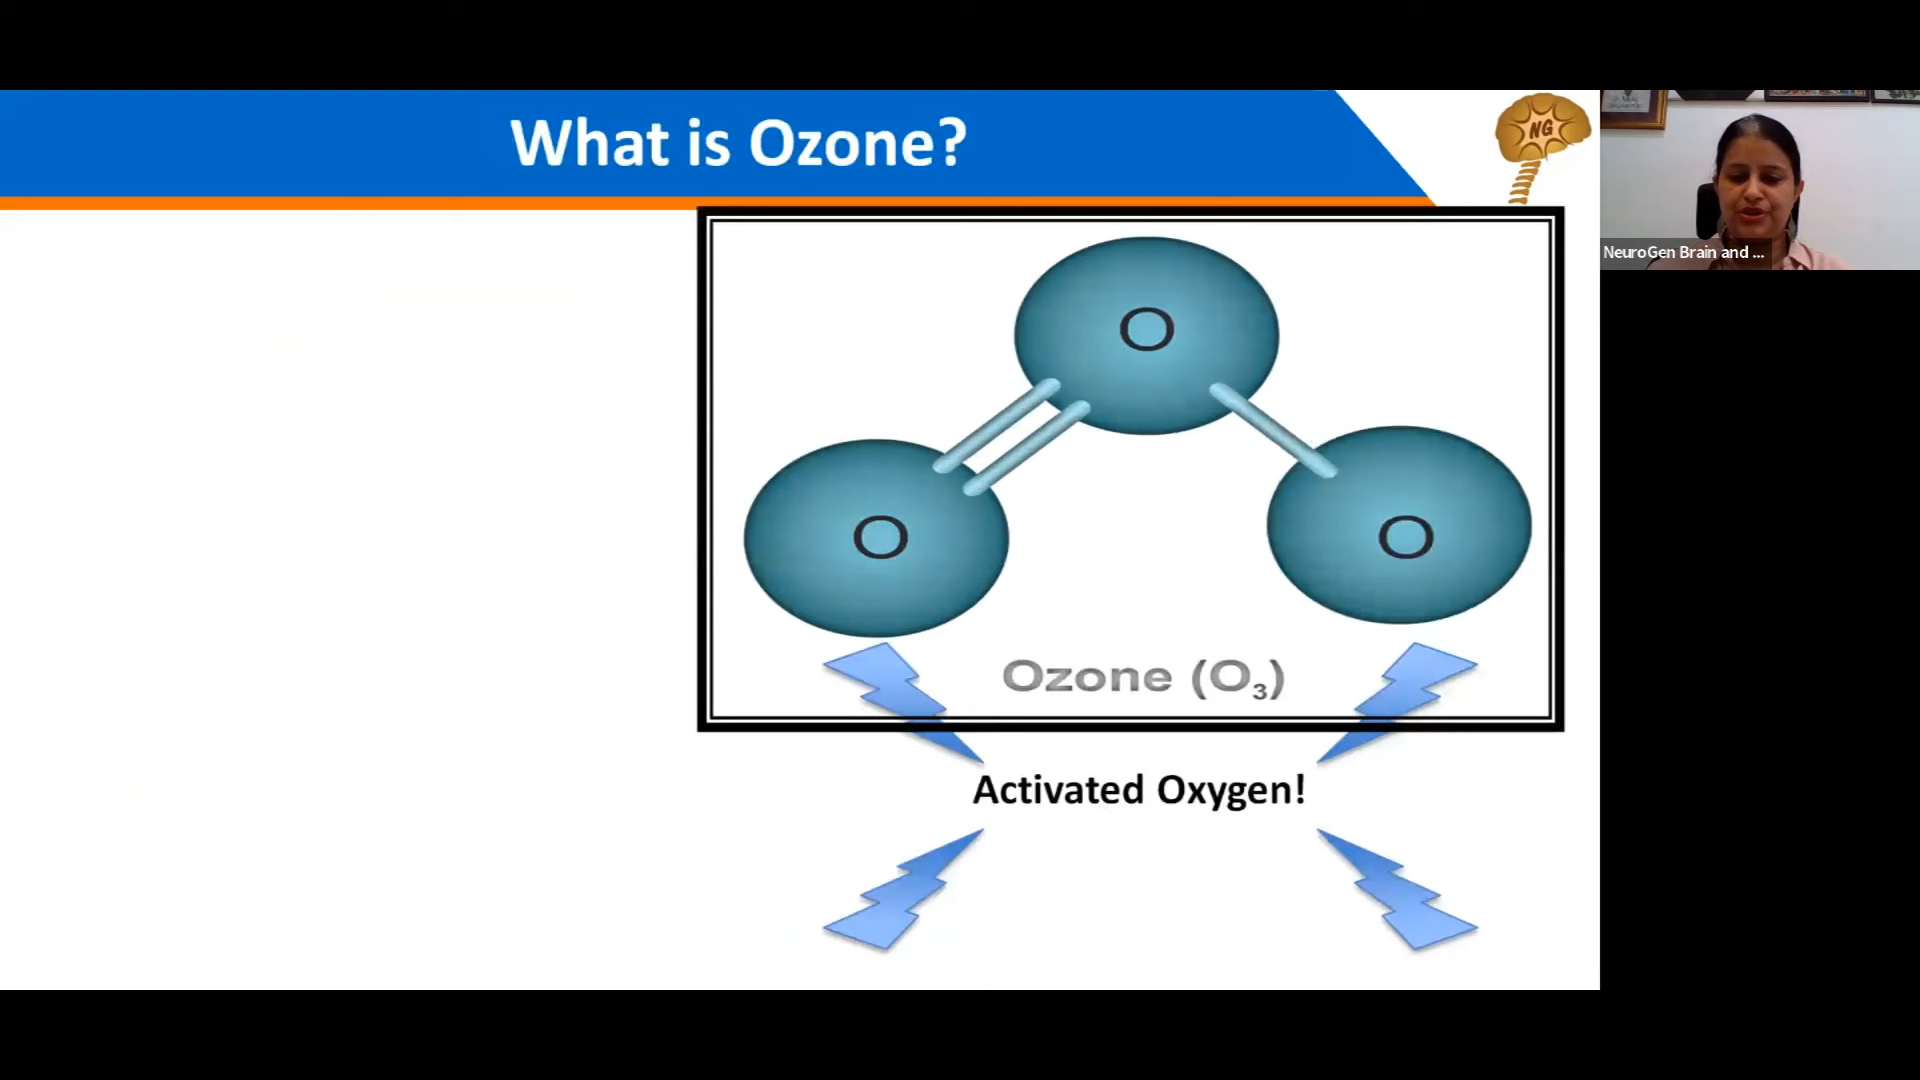 What is Ozone?
NG
NeuroGen Brain and ...
O
O
O
Ozone (O₃)
Activated Oxygen!